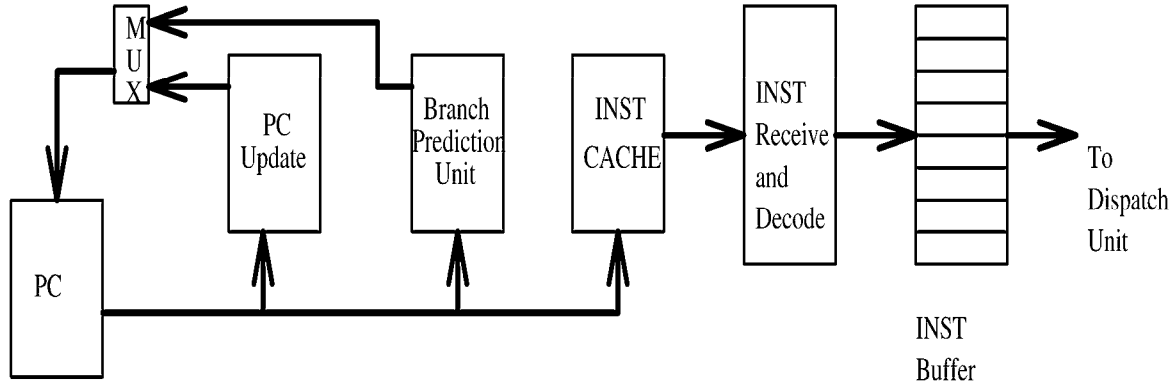 M
U
X
PC
Update
Branch
Prediction
Unit
INST
CACHE
INST
Receive
and
Decode
To
Dispatch
Unit
PC
INST
Buffer